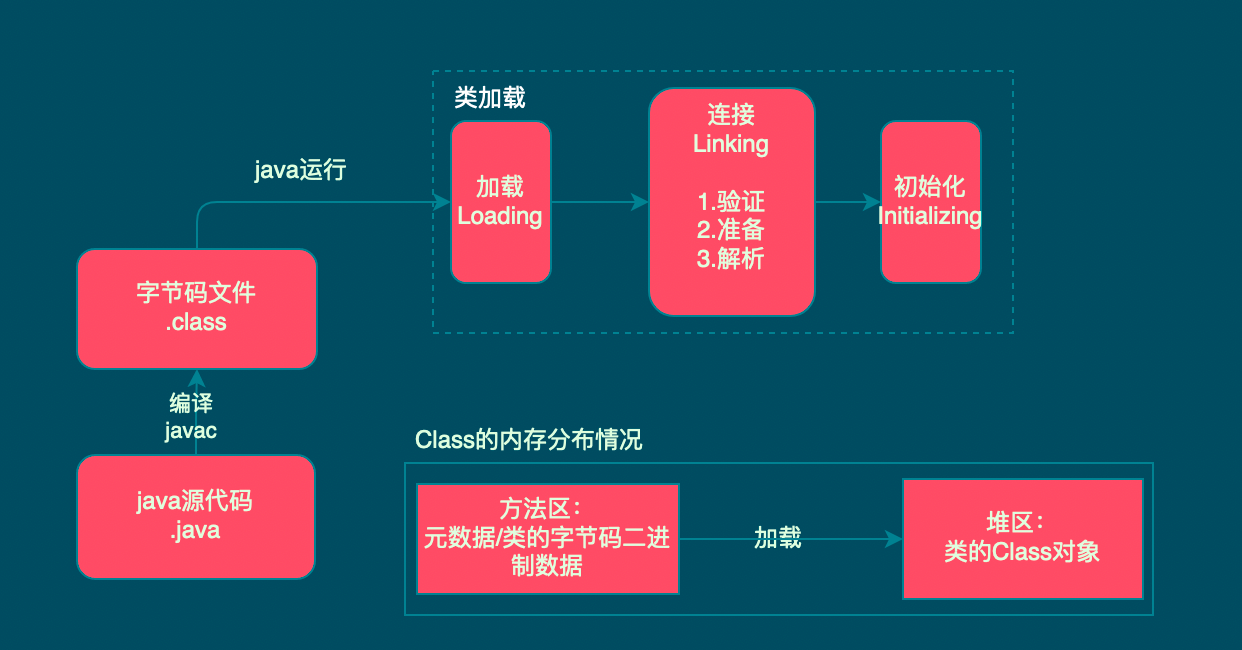 类加载
加载
Loading
连接
Linking
1.验证
2.准备
3.解析
初始化
Initializing
java运行
字节码文件
.class
编译
javac
java源代码
.java
Class的内存分布情况
方法区：
元数据/类的字节码二进
制数据
加载
堆区：
类的Class对象